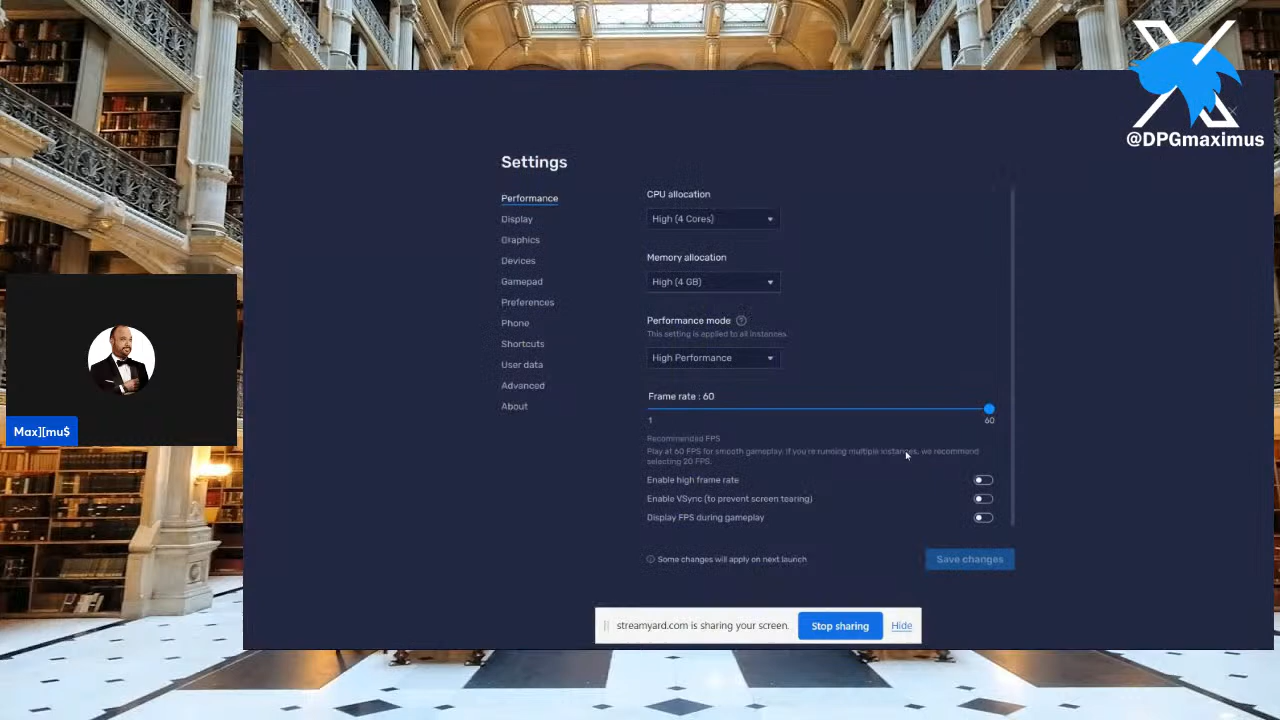 @DPGmaximus
Settings
Performance
Display
Graphics
Devices
Gamepad
Preferences
Phone
Shortcuts
User data
Advanced
About
CPU allocation
High (4 Cores)
Memory allocation
High (4 GB)
Performance mode
This setting is applied to all instances
High Performance
Frame rate : 60
1
60
Recommended FPS
Play at 60 FPS for smooth gameplay. If you're running multiple instances, we recommend
selecting 20 FPS.
Enable high frame rate
Enable VSync (to prevent screen tearing)
Display FPS during gameplay
Some changes will apply on next launch
Save changes
Max][mu$
streamyard.com is sharing your screen.
Stop sharing
Hide